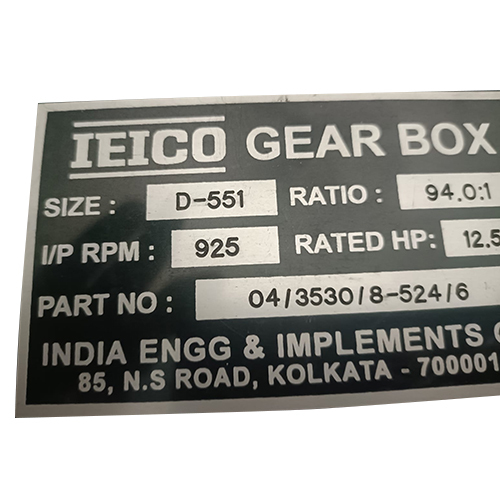 IEICO GEAR BOX
SIZE : D-551 RATIO : 94.0:1
I/P RPM : 925 RATED HP: 12.5
PART NO : 04/3530/8-524/6
INDIA ENGG & IMPLEMENTS
85, N.S ROAD, KOLKATA - 700001